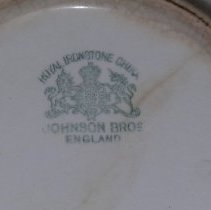 ROYAL IRONSTONE CHINA
JOHNSON BROS
ENGLAND